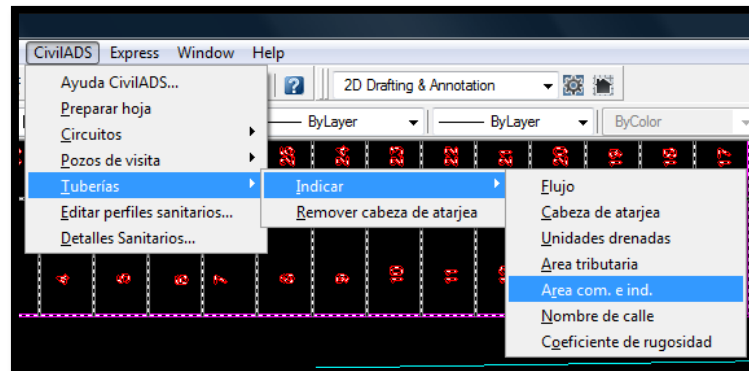 CivilADS Express Window Help
Ayuda CivilADS...
2D Drafting & Annotation
Preparar hoja
Circuitos
ByLayer ByLayer ByColor
Pozos de visita
Tuberías
Indicar
Flujo
Editar perfiles sanitarios...
Remover cabeza de atarjea
Cabeza de atarjea
Detalles Sanitarios...
Unidades drenadas
Area tributaria
Area com. e ind.
Nombre de calle
Coeficiente de rugosidad